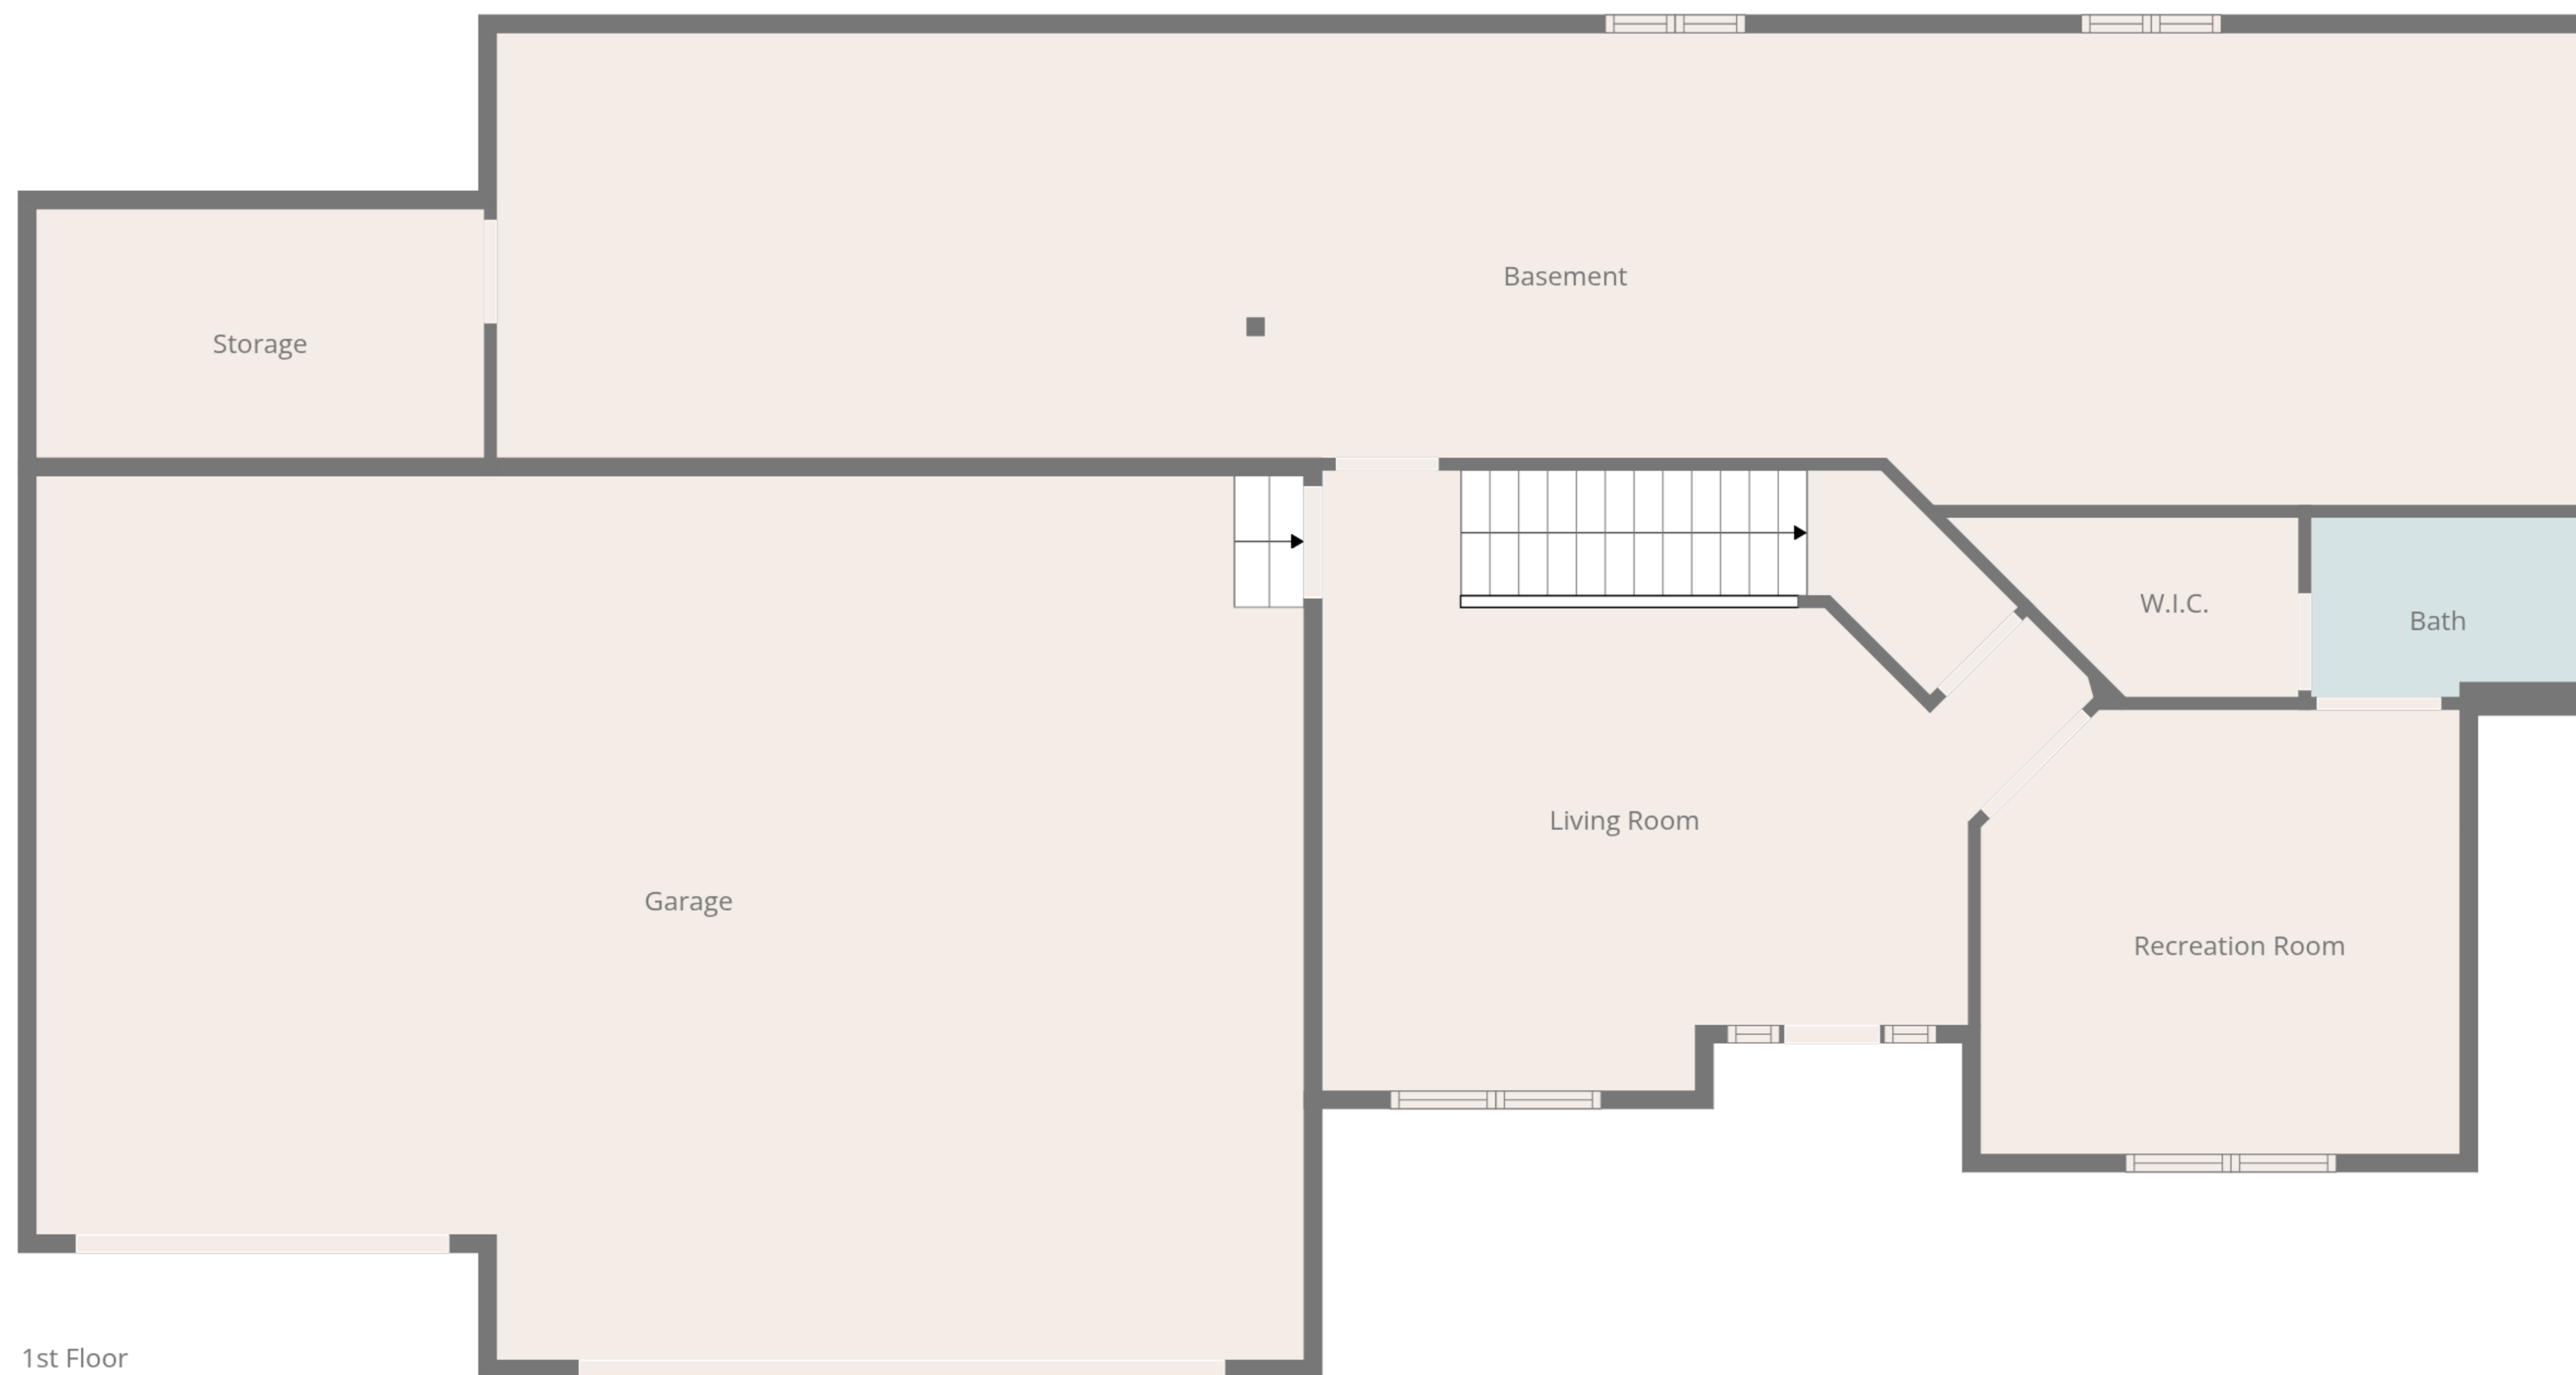 Basement
Storage
W.I.C.
Bath
Living Room
Garage
Recreation Room
1st Floor